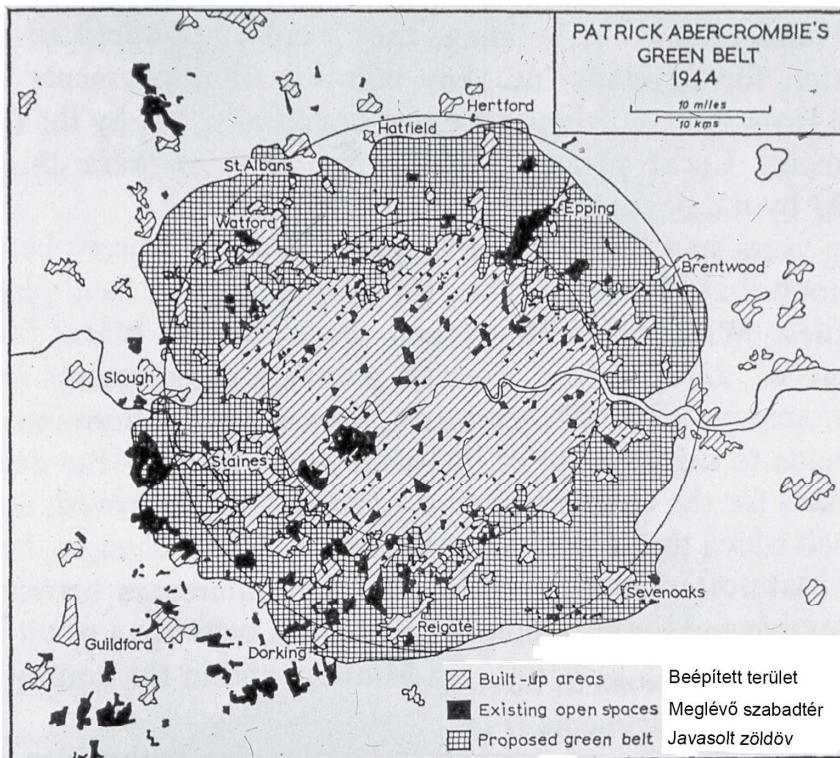 PATRICK ABERCROMBIE'S
GREEN BELT
1944
10 miles
10 kms
Hertford
Hatfield
St.Albans
Watford
Epping
Brentwood
Slough
Staines
Sevenoaks
Reigate
Guildford
Dorking
Built-up areas Beépített terület
Existing open spaces Meglévő szabadtér
Proposed green belt Javasolt zöldöv